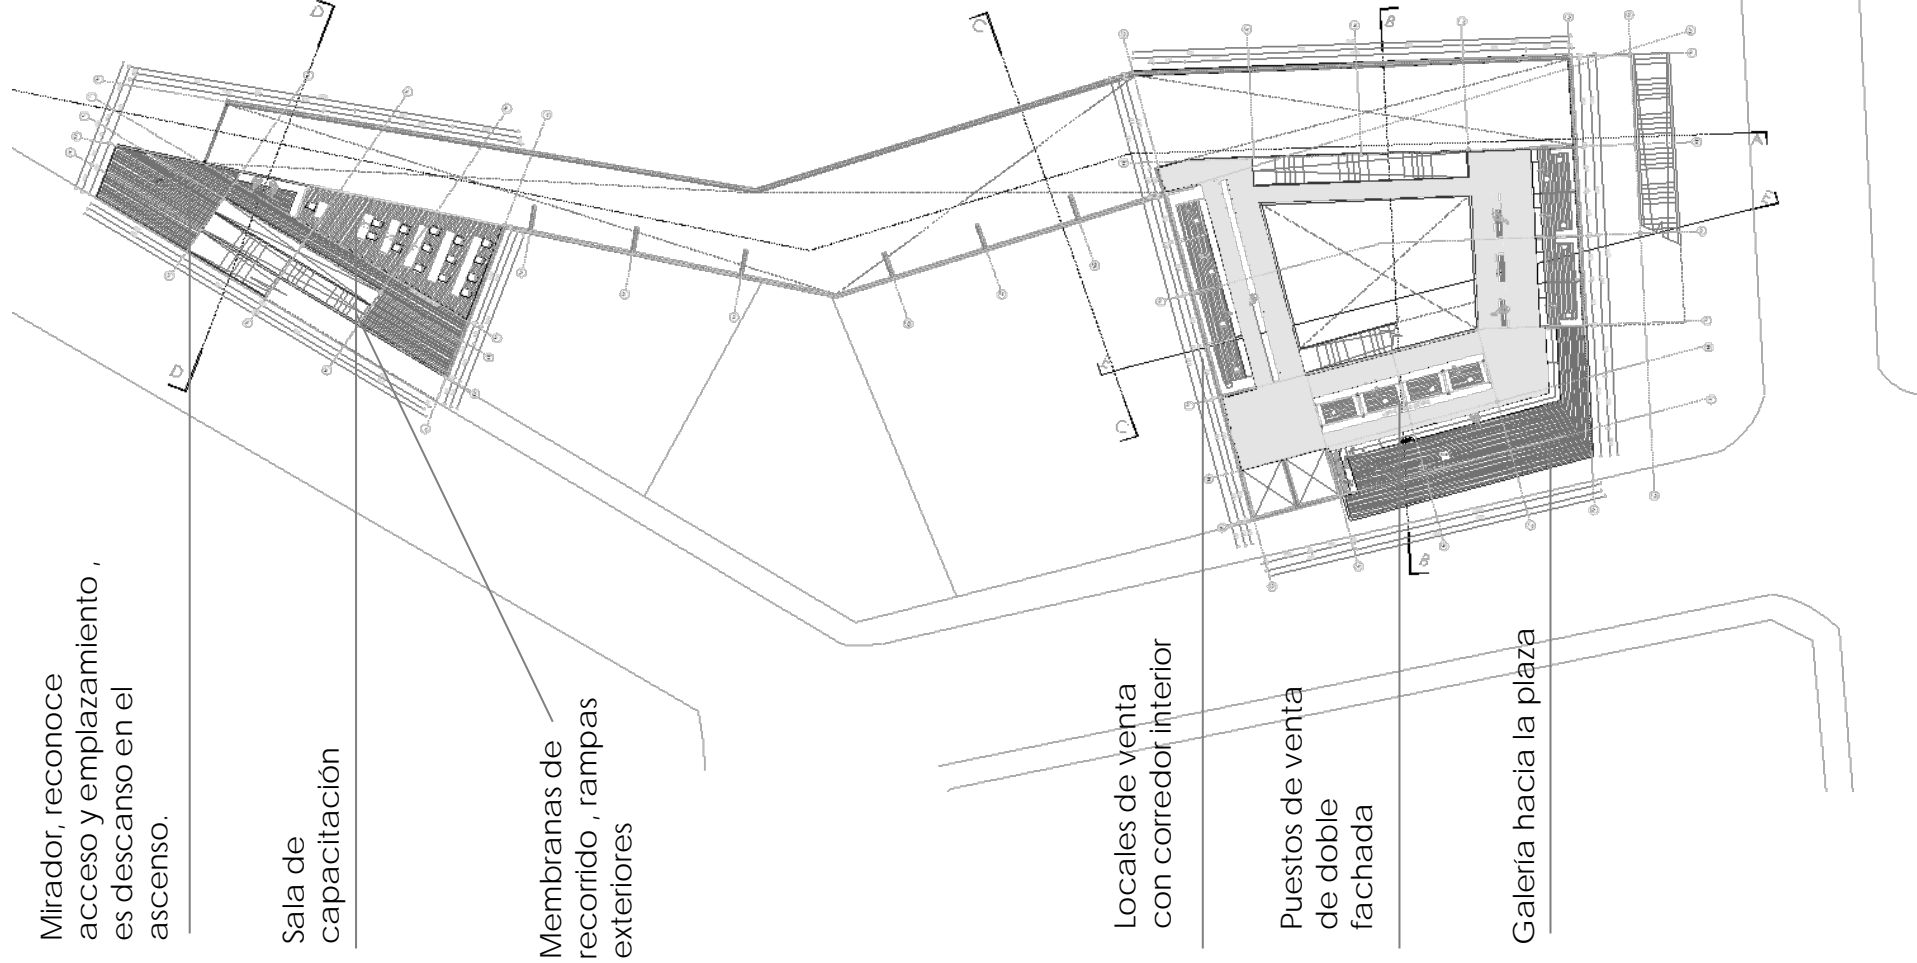 Mirador, reconoce
acceso y emplazamiento ,
es descanso en el
ascenso.
Sala de
capacitación
Membranas de
recorrido , rampas
exteriores
Locales de venta
con corredor interior
Puestos de venta
de doble
fachada
Galería hacia la plaza
D
D
C
C
B
B
A
A